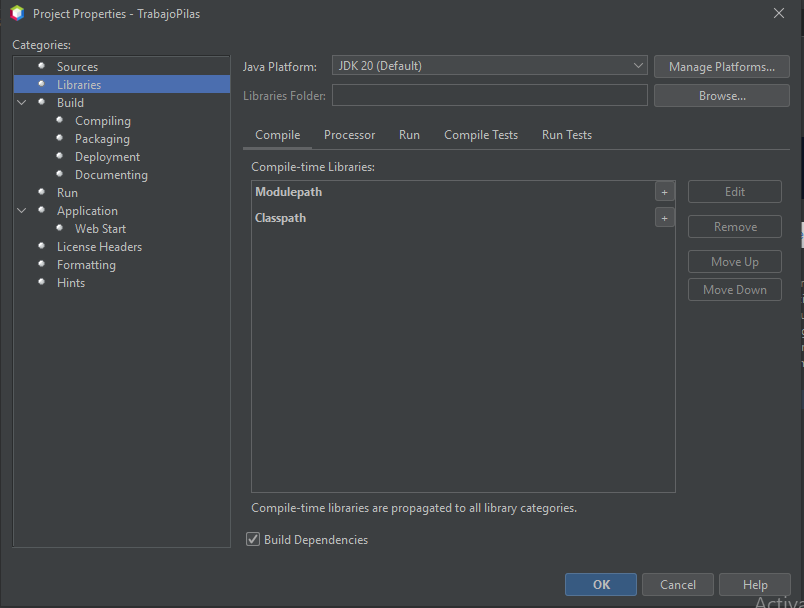 Project Properties - TrabajoPilas
Categories:
Sources
Libraries
Build
Compiling
Packaging
Deployment
Documenting
Run
Application
Web Start
License Headers
Formatting
Hints
Java Platform: JDK 20 (Default) Manage Platforms...
Libraries Folder: Browse...
Compile Processor Run Compile Tests Run Tests
Compile-time Libraries:
Modulepath + Edit
Classpath + Remove
Move Up
Move Down
Compile-time libraries are propagated to all library categories.
Build Dependencies
OK Cancel Help